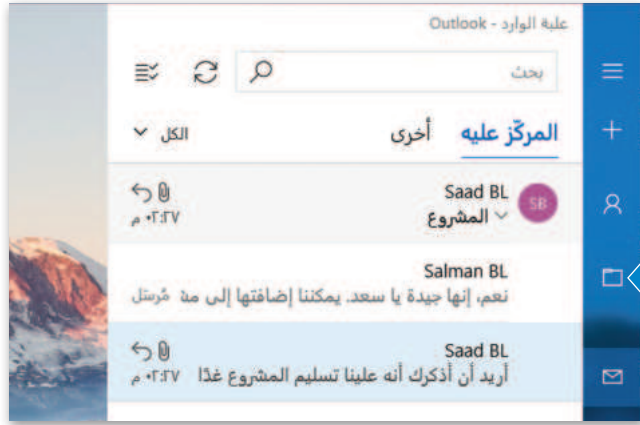 علبة الوارد - Outlook
بحث
المركّز عليه أخرى الكل
Saad BL
SB
المشروع ٠٢:٢٧ م
Salman BL
نعم، إنها جيدة يا سعد. يمكننا إضافتها إلى مش مُرسَل
Saad BL
أريد أن أذكرك أنه علينا تسليم المشروع غدًا ٠٢:٢٧ م